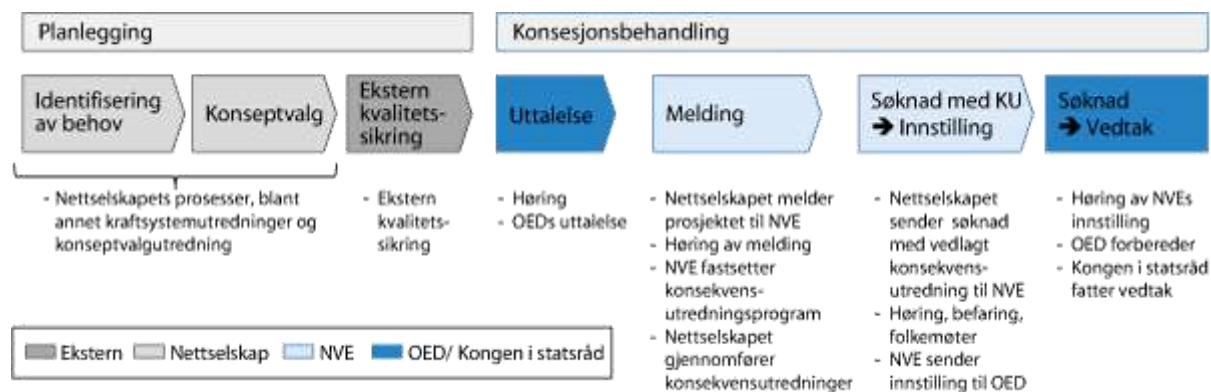 Planlegging
Konsesjonsbehandling
Identifisering
av behov
Konseptvalg
Ekstern
kvalitets-
sikring
Uttalelse
Melding
Søknad med KU
➔ Innstilling
Søknad
➔ Vedtak
- Nettselskapets prosesser, blant
annet kraftsystemutredninger og
konseptvalgutredning
- Ekstern
kvalitets-
sikring
- Høring
- OEDs uttalelse
- Nettselskapet melder
prosjektet til NVE
- Høring av melding
- NVE fastsetter
konsekvens-
utredningsprogram
- Nettselskapet
gjennomfører
konsekvensutredninger
- Nettselskapet
sender søknad
med vedlagt
konsekvens-
utredning til NVE
- Høring, befaring,
folkemøter
- NVE sender
innstilling til OED
- Høring av NVEs
innstilling
- OED forbereder
- Kongen i statsråd
fatter vedtak
Ekstern
Nettselskap
NVE
OED/ Kongen i statsråd